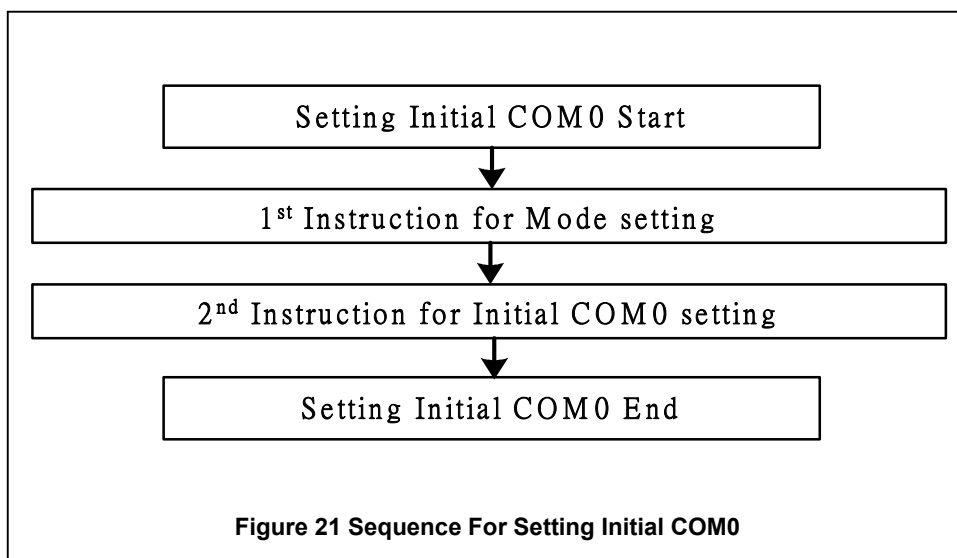 Setting Initial COM0 Start
1st Instruction for Mode setting
2nd Instruction for Initial COM0 setting
Setting Initial COM0 End
Figure 21 Sequence For Setting Initial COM0